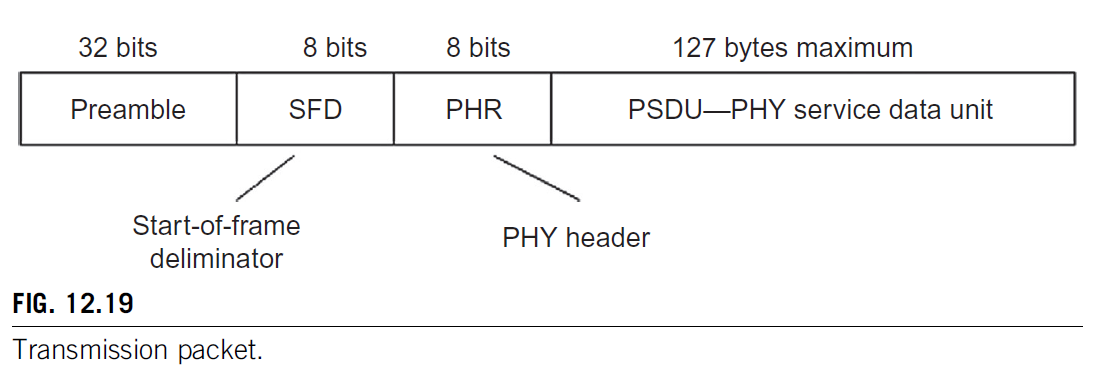 32 bits 8 bits 8 bits 127 bytes maximum
Preamble SFD PHR PSDU—PHY service data unit
Start-of-frame
deliminator
PHY header
FIG. 12.19
Transmission packet.